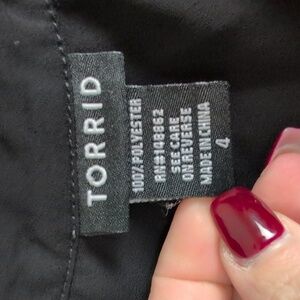 TORRID
100% POLYESTER
RN#148862
SEE CARE
ON REVERSE
MADE IN CHINA
4